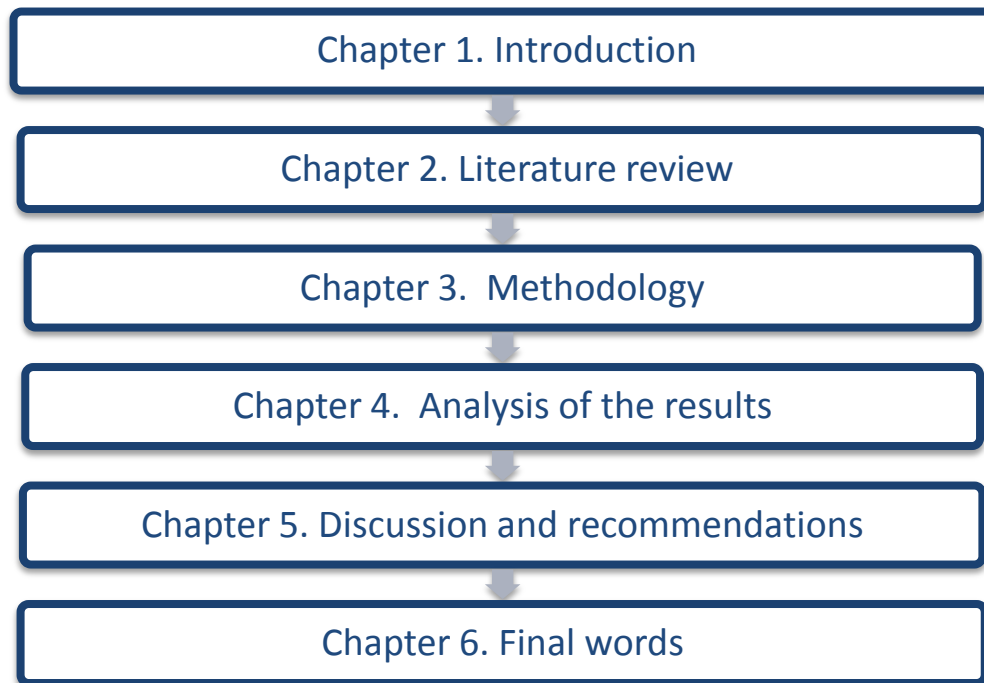 Chapter 1. Introduction
Chapter 2. Literature review
Chapter 3.  Methodology
Chapter 4.  Analysis of the results
Chapter 5. Discussion and recommendations
Chapter 6. Final words